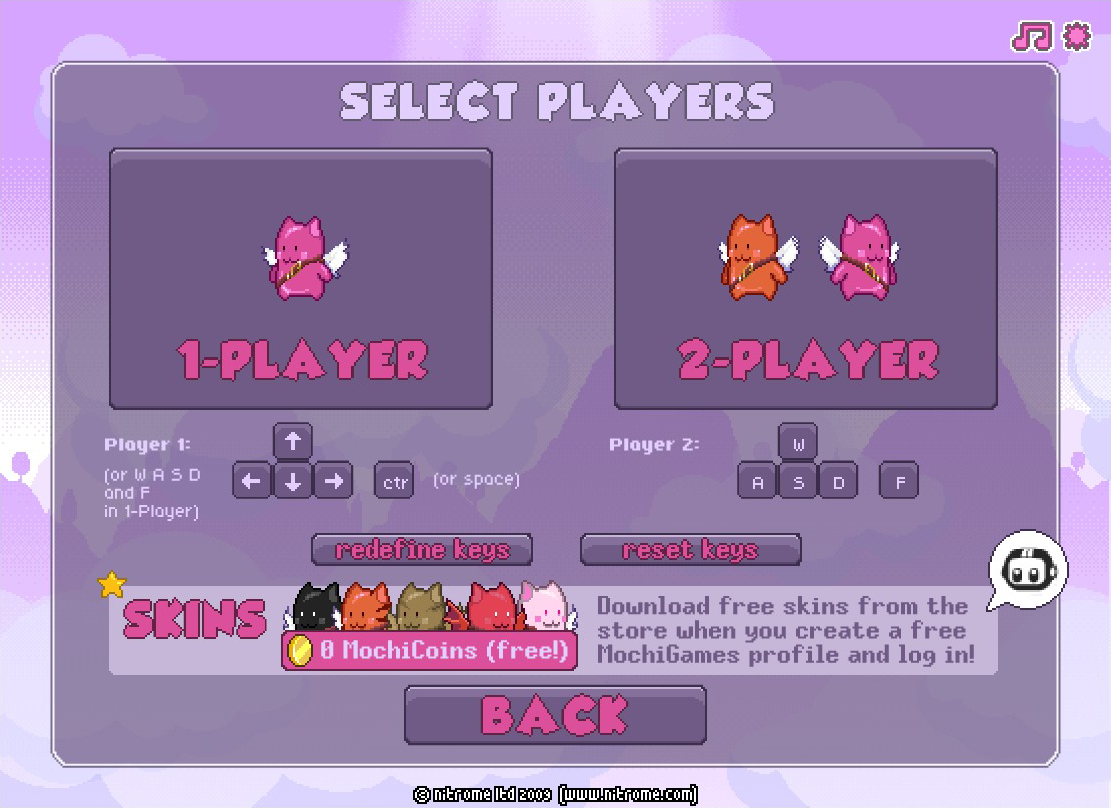 SELECT PLAYERS
1-PLAYER
2-PLAYER
Player 1:
(or W A S D
and F
in 1-Player)
ctr
(or space)
Player 2:
W
A S D
F
redefine keys
reset keys
SKINS
0 MochiCoins (free!)
Download free skins from the
store when you create a free
MochiGames profile and log in!
BACK
© nitrome ltd 2009 (www.nitrome.com)